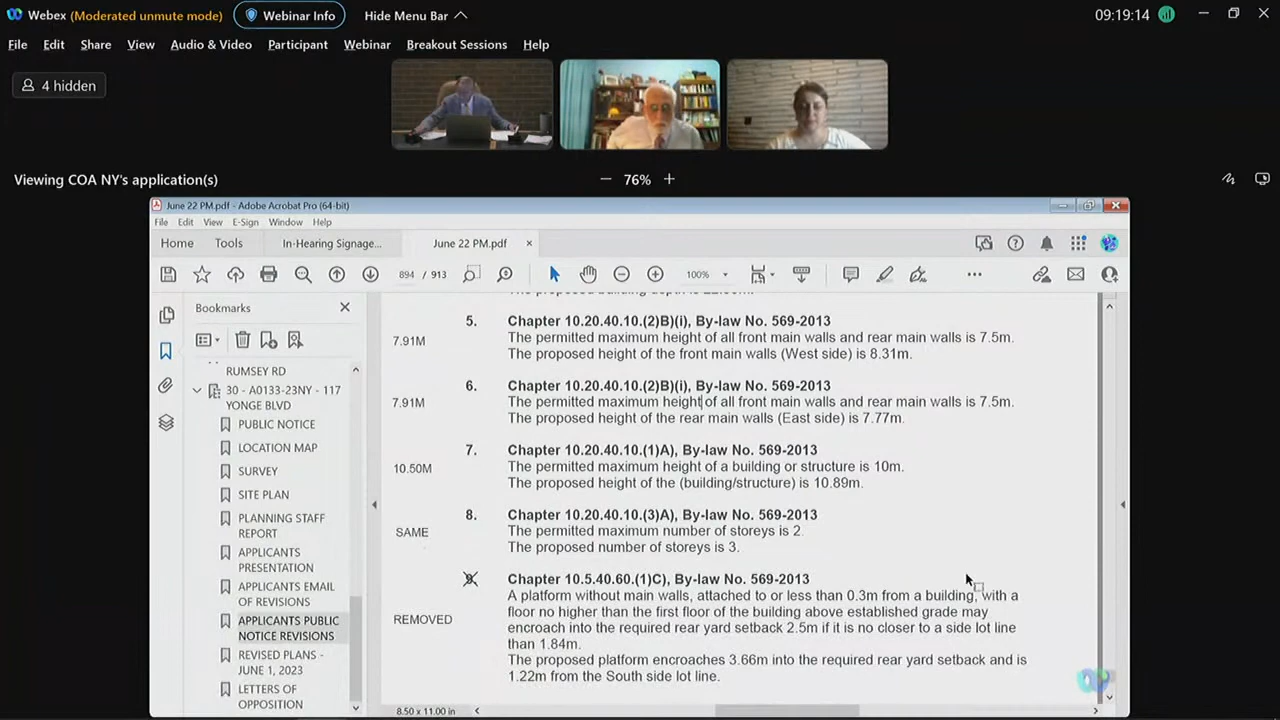 Webex (Moderated unmute mode) Webinar Info Hide Menu Bar 09:19:14
File Edit Share View Audio & Video Participant Webinar Breakout Sessions Help
4 hidden
Viewing COA NY's application(s) 76%
June 22 PM.pdf - Adobe Acrobat Pro (64-bit)
File Edit View E-Sign Window Help
Home Tools In-Hearing Signage... June 22 PM.pdf
894 / 913 100%
Bookmarks
RUMSEY RD
30 - A0133-23NY - 117
YONGE BLVD
PUBLIC NOTICE
LOCATION MAP
SURVEY
SITE PLAN
PLANNING STAFF
REPORT
APPLICANTS
PRESENTATION
APPLICANTS EMAIL
OF REVISIONS
APPLICANTS PUBLIC
NOTICE REVISIONS
REVISED PLANS -
JUNE 1, 2023
LETTERS OF
OPPOSITION
5. Chapter 10.20.40.10.(2)B)(i), By-law No. 569-2013
7.91M
The permitted maximum height of all front main walls and rear main walls is 7.5m.
The proposed height of the front main walls (West side) is 8.31m.
6. Chapter 10.20.40.10.(2)B)(i), By-law No. 569-2013
7.91M
The permitted maximum height of all front main walls and rear main walls is 7.5m.
The proposed height of the rear main walls (East side) is 7.77m.
7. Chapter 10.20.40.10.(1)A), By-law No. 569-2013
10.50M
The permitted maximum height of a building or structure is 10m.
The proposed height of the (building/structure) is 10.89m.
8. Chapter 10.20.40.10.(3)A), By-law No. 569-2013
SAME
The permitted maximum number of storeys is 2.
The proposed number of storeys is 3.
9. Chapter 10.5.40.60.(1)C), By-law No. 569-2013
REMOVED
A platform without main walls, attached to or less than 0.3m from a building, with a
floor no higher than the first floor of the building above established grade may
encroach into the required rear yard setback 2.5m if it is no closer to a side lot line
than 1.84m.
The proposed platform encroaches 3.66m into the required rear yard setback and is
1.22m from the South side lot line.
8.50 x 11.00 in